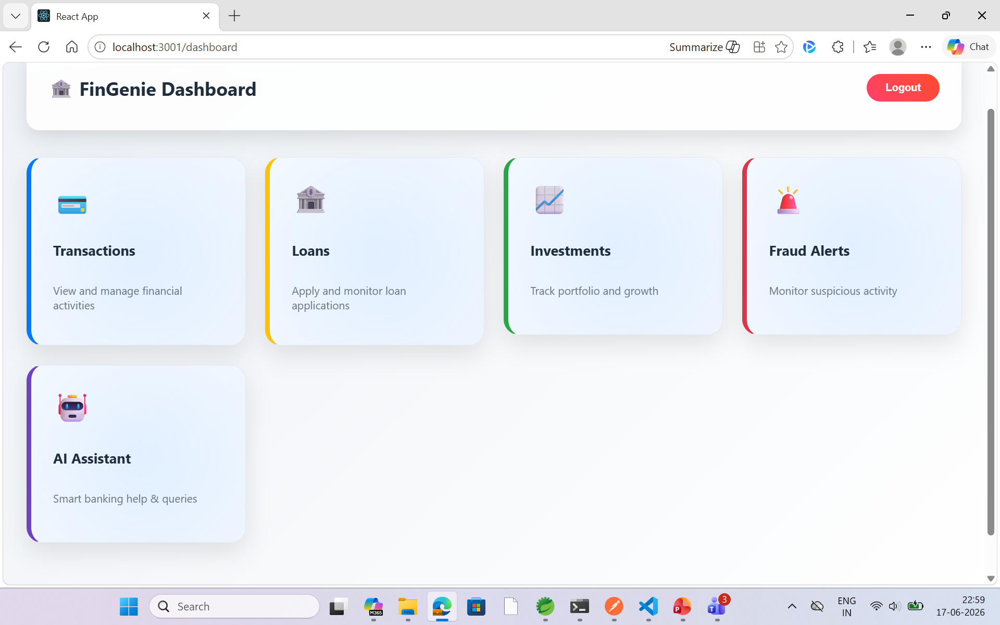 React App
localhost:3001/dashboard
Summarize
Chat
FinGenie Dashboard
Logout
Transactions
View and manage financial
activities
Loans
Apply and monitor loan
applications
Investments
Track portfolio and growth
Fraud Alerts
Monitor suspicious activity
AI Assistant
Smart banking help & queries
Search
M365
P
T
3
ENG
IN
22:59
17-06-2026